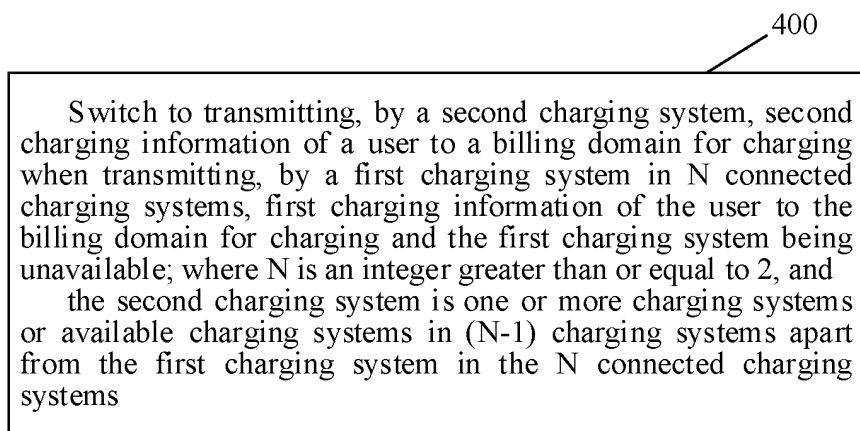 400
Switch to transmitting, by a second charging system, second
charging information of a user to a billing domain for charging
when transmitting, by a first charging system in N connected
charging systems, first charging information of the user to the
billing domain for charging and the first charging system being
unavailable; where N is an integer greater than or equal to 2, and
the second charging system is one or more charging systems
or available charging systems in (N-1) charging systems apart
from the first charging system in the N connected charging
systems